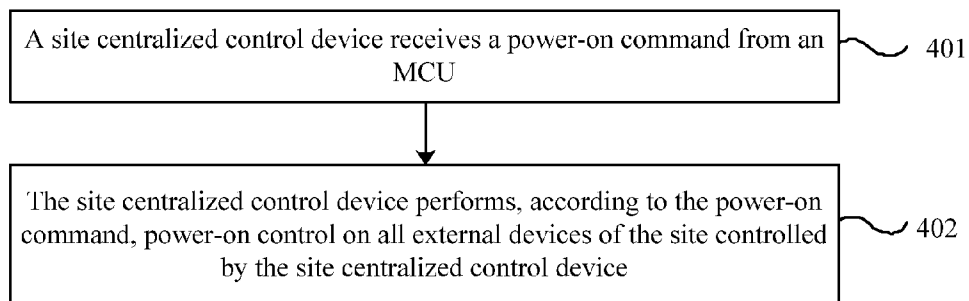 A site centralized control device receives a power-on command from an
MCU
401
The site centralized control device performs, according to the power-on
command, power-on control on all external devices of the site controlled
by the site centralized control device
402